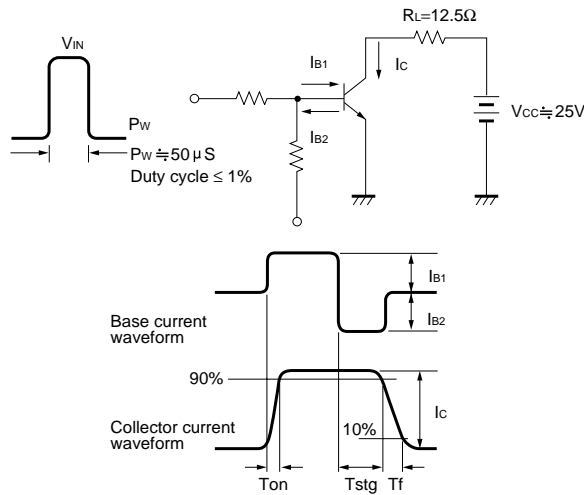 RL=12.5Ω
VIN
IB1
IC
VCC≒25V
PW
IB2
PW≒50μS
Duty cycle ≤ 1%
IB1
IB2
Base current
waveform
90%
IC
Collector current
waveform
10%
Ton
Tstg
Tf